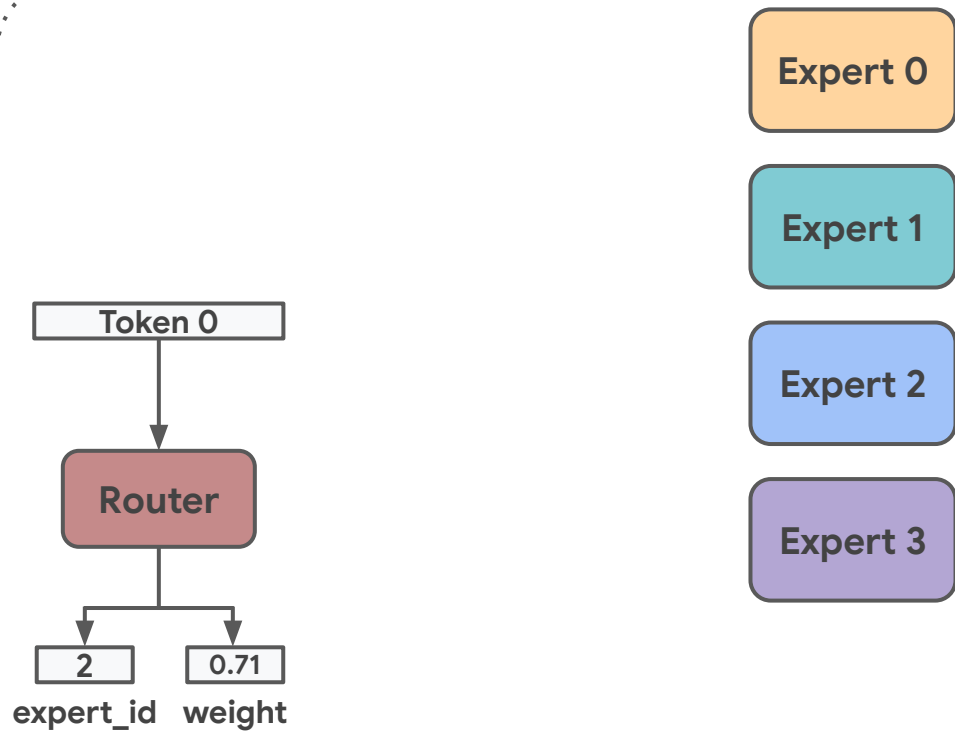 Expert 0
Expert 1
Token 0
Expert 2
Router
Expert 3
2
0.71
expert_id
weight